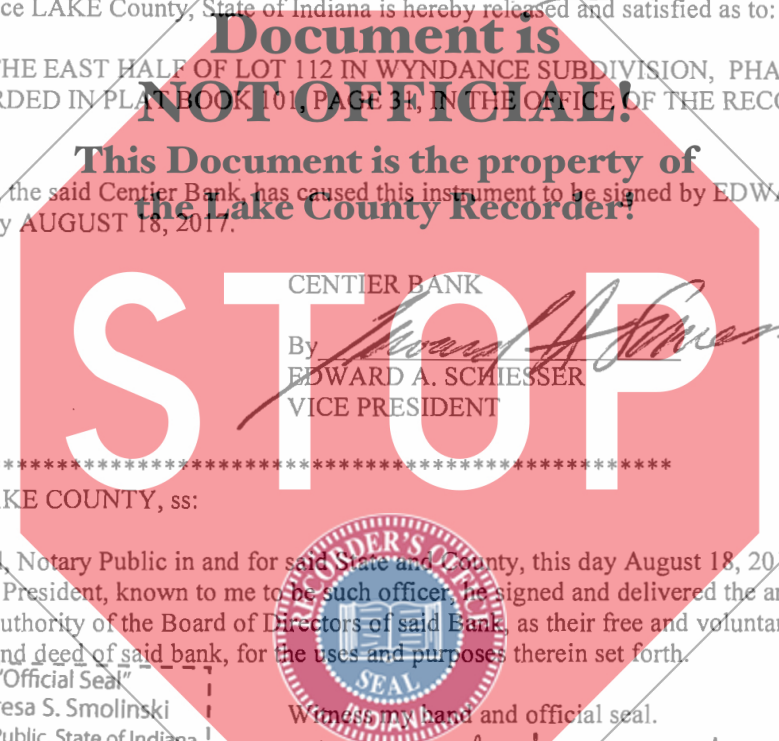 ce LAKE County, State of Indiana is hereby released and satisfied as to:
Document is
HE EAST HALF OF LOT 112 IN WYNDANCE SUBDIVISION, PHA
NOT OFFICIAL!
RDED IN PLAT BOOK 101, PAGE 31, IN THE OFFICE OF THE RECO
This Document is the property of
the said Centier Bank, has caused this instrument to be signed by EDWA
the Lake County Recorder!
y AUGUST 18, 2017.
STOP
CENTIER BANK
By
EDWARD A. SCHIESSER
VICE PRESIDENT
**************************************************
KE COUNTY, ss:
, Notary Public in and for said State and County, this day August 18, 20
President, known to me to be such officer, he signed and delivered the an
uthority of the Board of Directors of said Bank, as their free and voluntar
nd deed of said bank, for the uses and purposes therein set forth.
RECORDER'S OFFICE
SEAL
INDIANA
"Official Seal"
esa S. Smolinski
Public, State of Indiana
Witness my hand and official seal.